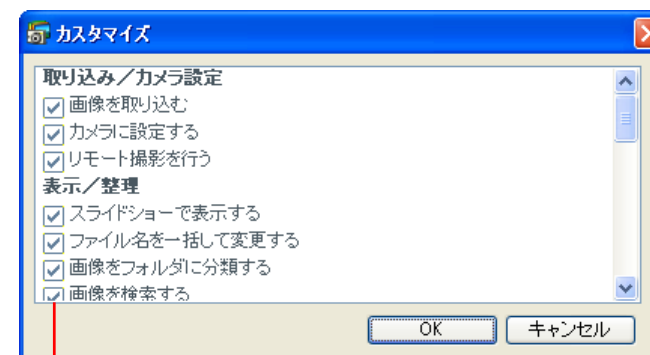 カスタマイズ
取り込み／カメラ設定
画像を取り込む
カメラに設定する
リモート撮影を行う
表示／整理
スライドショーで表示する
ファイル名を一括して変更する
画像をフォルダに分類する
画像を検索する
OK
キャンセル